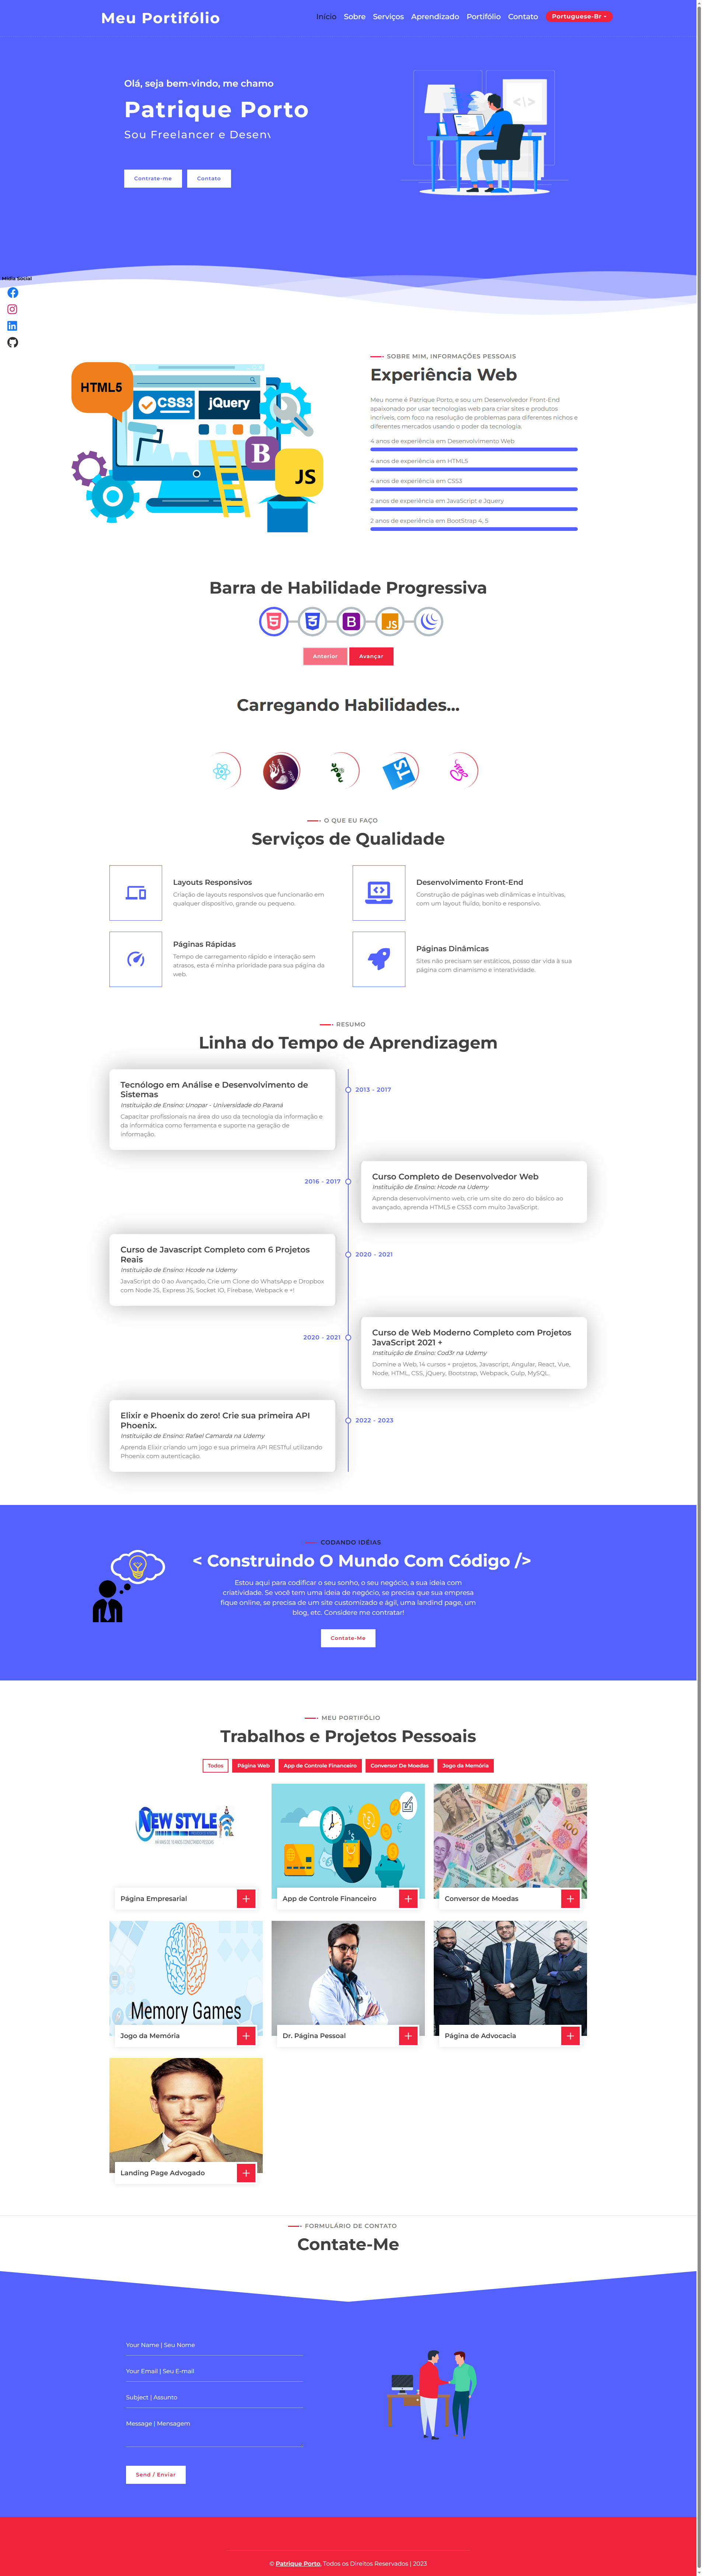 Meu Portifólio
Início Sobre Serviços Aprendizado Portifólio Contato Portuguese-Br
Olá, seja bem-vindo, me chamo
Patrique Porto
Sou Freelancer e Desenv
Contrate-me Contato
Mídia Social
SOBRE MIM, INFORMAÇÕES PESSOAIS
Experiência Web
HTML5
CSS3
jQuery
B
JS
Meu nome é Patrique Porto, e sou um Desenvolvedor Front-End
apaixonado por usar tecnologias web para criar sites e produtos
incríveis, com foco na resolução de problemas para diferentes nichos e
diferentes mercados usando o poder da tecnologia.
4 anos de experiência em Desenvolvimento Web
4 anos de experiência em HTML5
4 anos de experiência em CSS3
2 anos de experiência em JavaScript e Jquery
2 anos de experiência em BootStrap 4, 5
Barra de Habilidade Progressiva
Anterior Avançar
Carregando Habilidades...
O QUE EU FAÇO
Serviços de Qualidade
Layouts Responsivos
Criação de layouts responsivos que funcionarão em
qualquer dispositivo, grande ou pequeno.
Desenvolvimento Front-End
Construção de páginas web dinâmicas e intuitivas,
com um layout fluido, bonito e responsivo.
Páginas Rápidas
Tempo de carregamento rápido e interação sem
atrasos, esta é minha prioridade para sua página da
web.
Páginas Dinâmicas
Sites não precisam ser estáticos, posso dar vida à sua
página com dinamismo e interatividade.
RESUMO
Linha do Tempo de Aprendizagem
Tecnólogo em Análise e Desenvolvimento de
Sistemas
Instituição de Ensino: Unopar - Universidade do Paraná
Capacitar profissionais na área do uso da tecnologia da informação e
da informática como ferramenta e suporte na geração de
informação.
2013 - 2017
2016 - 2017
Curso Completo de Desenvolvedor Web
Instituição de Ensino: Hcode na Udemy
Aprenda desenvolvimento web, crie um site do zero do básico ao
avançado, aprenda HTML5 e CSS3 com muito JavaScript.
Curso de Javascript Completo com 6 Projetos
Reais
Instituição de Ensino: Hcode na Udemy
JavaScript do 0 ao Avançado, Crie um Clone do WhatsApp e Dropbox
com Node JS, Express JS, Socket IO, Firebase, Webpack e +!
2020 - 2021
2020 - 2021
Curso de Web Moderno Completo com Projetos
JavaScript 2021 +
Instituição de Ensino: Cod3r na Udemy
Domine a Web, 14 cursos + projetos, Javascript, Angular, React, Vue,
Node, HTML, CSS, jQuery, Bootstrap, Webpack, Gulp, MySQL.
Elixir e Phoenix do zero! Crie sua primeira API
Phoenix.
Instituição de Ensino: Rafael Camarda na Udemy
Aprenda Elixir criando um jogo e sua primeira API RESTful utilizando
Phoenix com autenticação.
2022 - 2023
CODANDO IDÉIAS
< Construindo O Mundo Com Código />
Estou aqui para codificar o seu sonho, o seu negócio, a sua ideia com
criatividade. Se você tem uma ideia de negócio, se precisa que sua empresa
fique online, se precisa de um site customizado e ágil, uma landind page, um
blog, etc. Considere me contratar!
Contate-Me
MEU PORTIFÓLIO
Trabalhos e Projetos Pessoais
Todos Página Web App de Controle Financeiro Conversor De Moedas Jogo da Memória
NEW STYLE
Página Empresarial
App de Controle Financeiro
Conversor de Moedas
Memory Games
Jogo da Memória
Dr. Página Pessoal
Página de Advocacia
Landing Page Advogado
FORMULÁRIO DE CONTATO
Contate-Me
Your Name | Seu Nome
Your Email | Seu E-mail
Subject | Assunto
Message | Mensagem
Send / Enviar
© Patrique Porto, Todos os Direitos Reservados | 2023